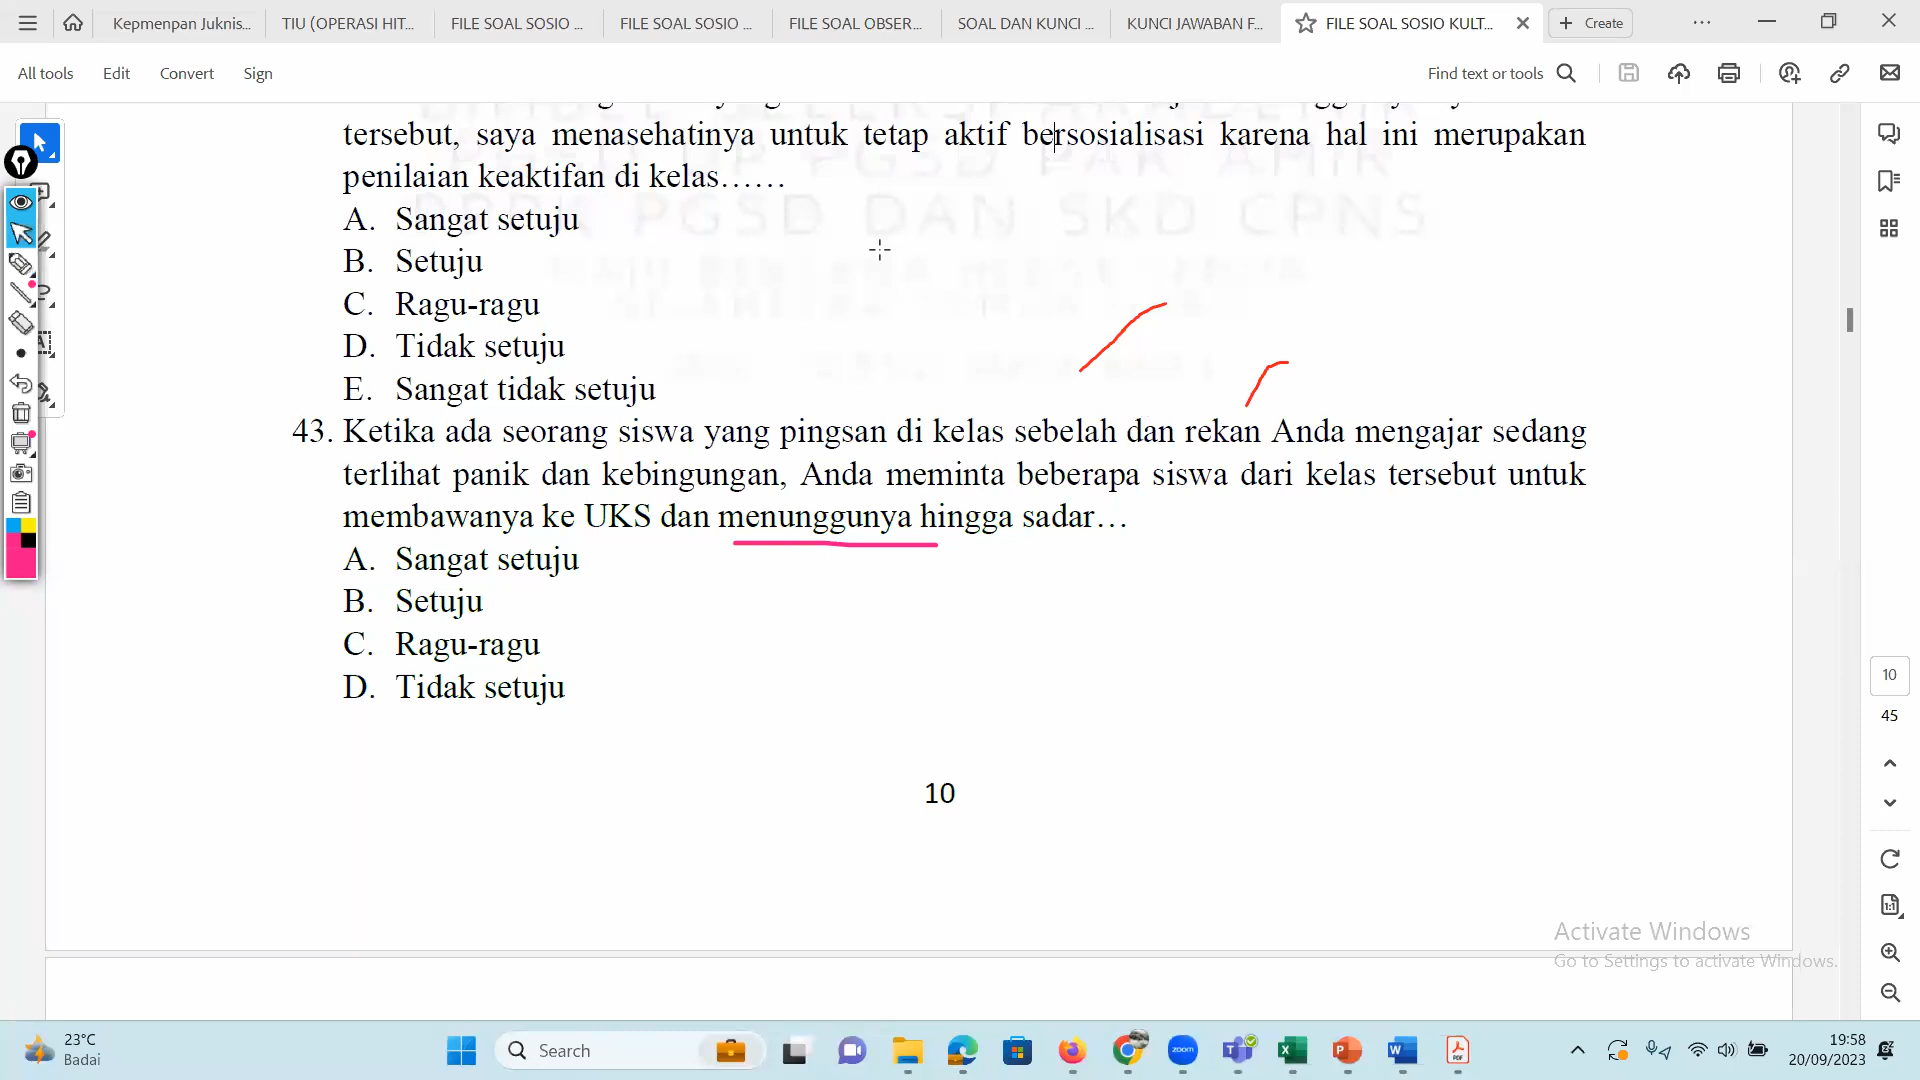 Kepmenpan Juknis...
TIU (OPERASI HIT...
FILE SOAL SOSIO ...
FILE SOAL SOSIO ...
FILE SOAL OBSER...
SOAL DAN KUNCI ...
KUNCI JAWABAN F...
FILE SOAL SOSIO KULT...
Create
All tools
Edit
Convert
Sign
Find text or tools
tersebut, saya menasehatinya untuk tetap aktif bersosialisasi karena hal ini merupakan
penilaian keaktifan di kelas……
A. Sangat setuju
B. Setuju
C. Ragu-ragu
D. Tidak setuju
E. Sangat tidak setuju
43. Ketika ada seorang siswa yang pingsan di kelas sebelah dan rekan Anda mengajar sedang
terlihat panik dan kebingungan, Anda meminta beberapa siswa dari kelas tersebut untuk
membawanya ke UKS dan menunggunya hingga sadar…
A. Sangat setuju
B. Setuju
C. Ragu-ragu
D. Tidak setuju
10
PGSD DAN SKD CPNS
10
45
Activate Windows
Go to Settings to activate Windows.
23°C
Badai
Search
zoom
19:58
20/09/2023